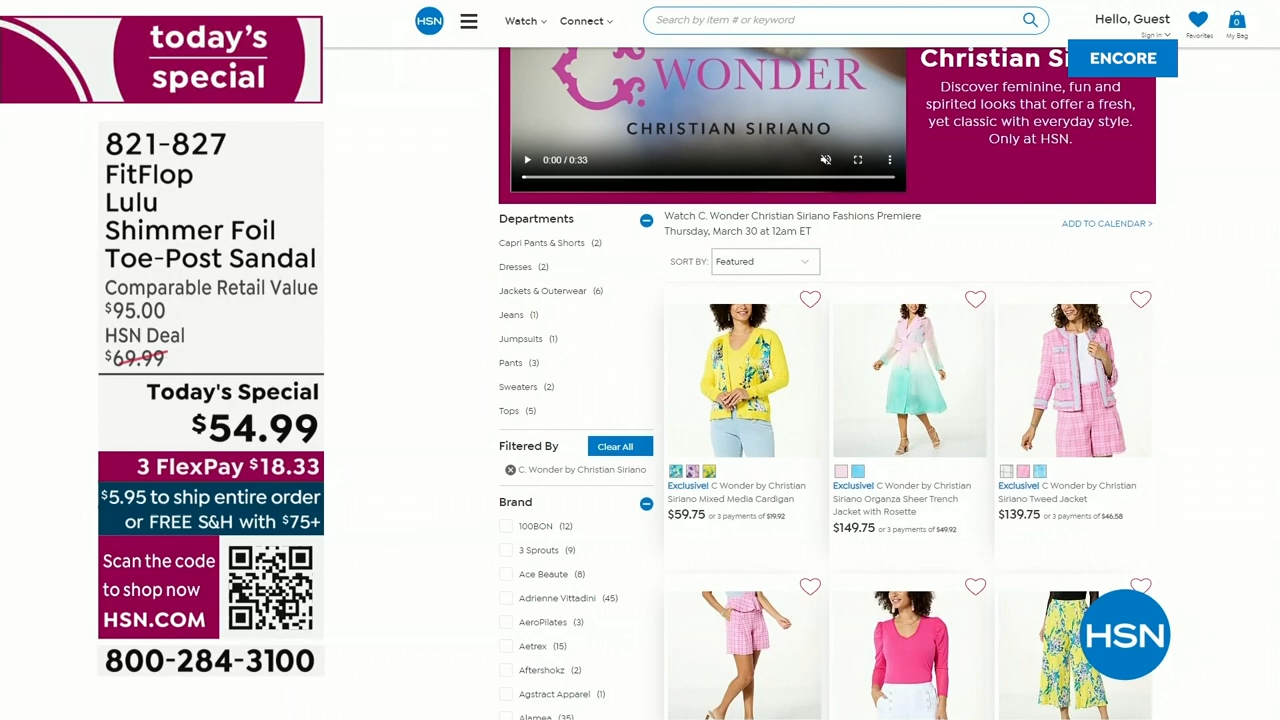 today's
special
821-827
FitFlop
Lulu
Shimmer Foil
Toe-Post Sandal
Comparable Retail Value
$95.00
HSN Deal
$69.99
Today's Special
$54.99
3 FlexPay $18.33
$5.95 to ship entire order
or FREE S&H with $75+
Scan the code
to shop now
HSN.COM
800-284-3100
HSN
Watch
Connect
Search by item # or keyword
Hello, Guest
Sign in
Favorites
0
My Bag
ENCORE
WONDER
CHRISTIAN SIRIANO
0:00 / 0:33
Christian Si
Discover feminine, fun and
spirited looks that offer a fresh,
yet classic with everyday style.
Only at HSN.
Departments
Capri Pants & Shorts (2)
Dresses (2)
Jackets & Outerwear (6)
Jeans (1)
Jumpsuits (1)
Pants (3)
Sweaters (2)
Tops (5)
Filtered By
Clear All
C. Wonder by Christian Siriano
Brand
100BON (12)
3 Sprouts (9)
Ace Beaute (8)
Adrienne Vittadini (45)
AeroPilates (3)
Aetrex (15)
Aftershokz (2)
Agstract Apparel (1)
Alamea (35)
Watch C. Wonder Christian Siriano Fashions Premiere
Thursday, March 30 at 12am ET
ADD TO CALENDAR >
SORT BY: Featured
Exclusive! C Wonder by Christian
Siriano Mixed Media Cardigan
$59.75 or 3 payments of $19.92
Exclusive! C Wonder by Christian
Siriano Organza Sheer Trench
Jacket with Rosette
$149.75 or 3 payments of $49.92
Exclusive! C Wonder by Christian
Siriano Tweed Jacket
$139.75 or 3 payments of $46.58
HSN